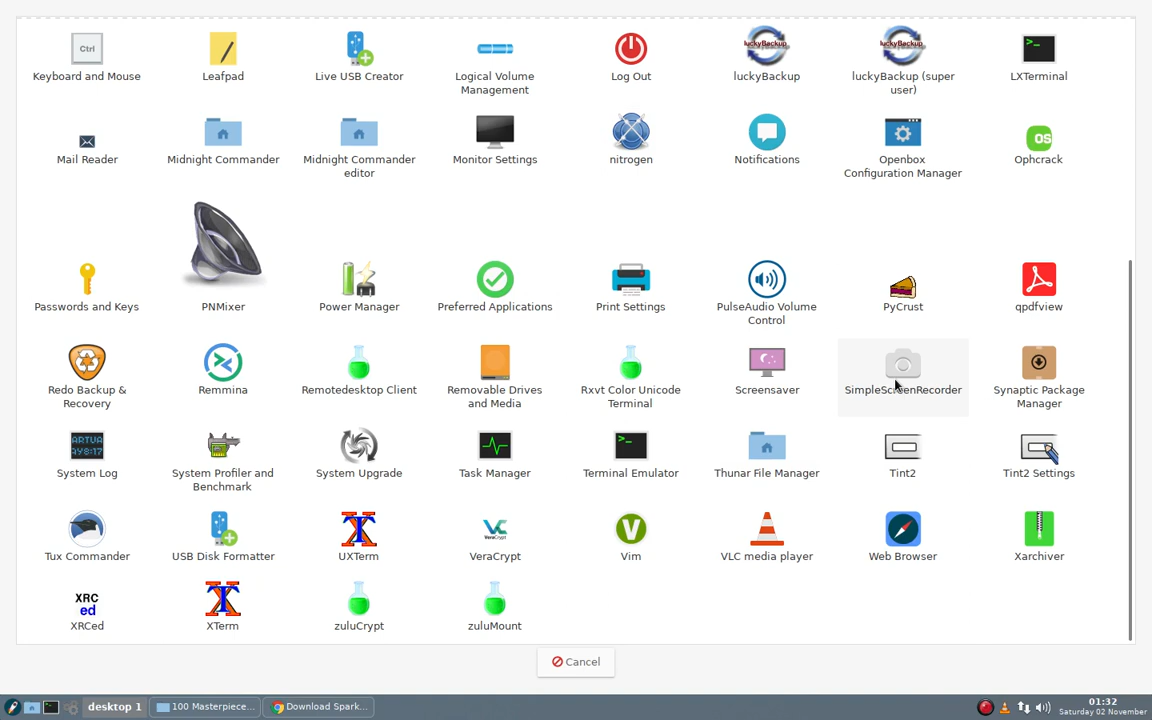 Ctrl
Keyboard and Mouse
Leafpad
Live USB Creator
Logical Volume
Management
Log Out
luckyBackup
luckyBackup
luckyBackup
luckyBackup (super
user)
>_
LXTerminal
Mail Reader
Midnight Commander
Midnight Commander
editor
Monitor Settings
nitrogen
Notifications
Openbox
Configuration Manager
OS
Ophcrack
Passwords and Keys
PNMixer
Power Manager
Preferred Applications
Print Settings
PulseAudio Volume
Control
PyCrust
qpdfview
Redo Backup &
Recovery
Remmina
Remotedesktop Client
Removable Drives
and Media
Rxvt Color Unicode
Terminal
Screensaver
SimpleScreenRecorder
Synaptic Package
Manager
System Log
System Profiler and
Benchmark
System Upgrade
Task Manager
>_
Terminal Emulator
Thunar File Manager
Tint2
Tint2 Settings
Tux Commander
USB Disk Formatter
X
UXTerm
VC
VeraCrypt
VeraCrypt
V
Vim
VLC media player
Web Browser
Xarchiver
XRC
ed
XRCed
X
XTerm
zuluCrypt
zuluMount
Cancel
desktop 1
100 Masterpiece...
Download Spark...
01:32
Saturday 02 November